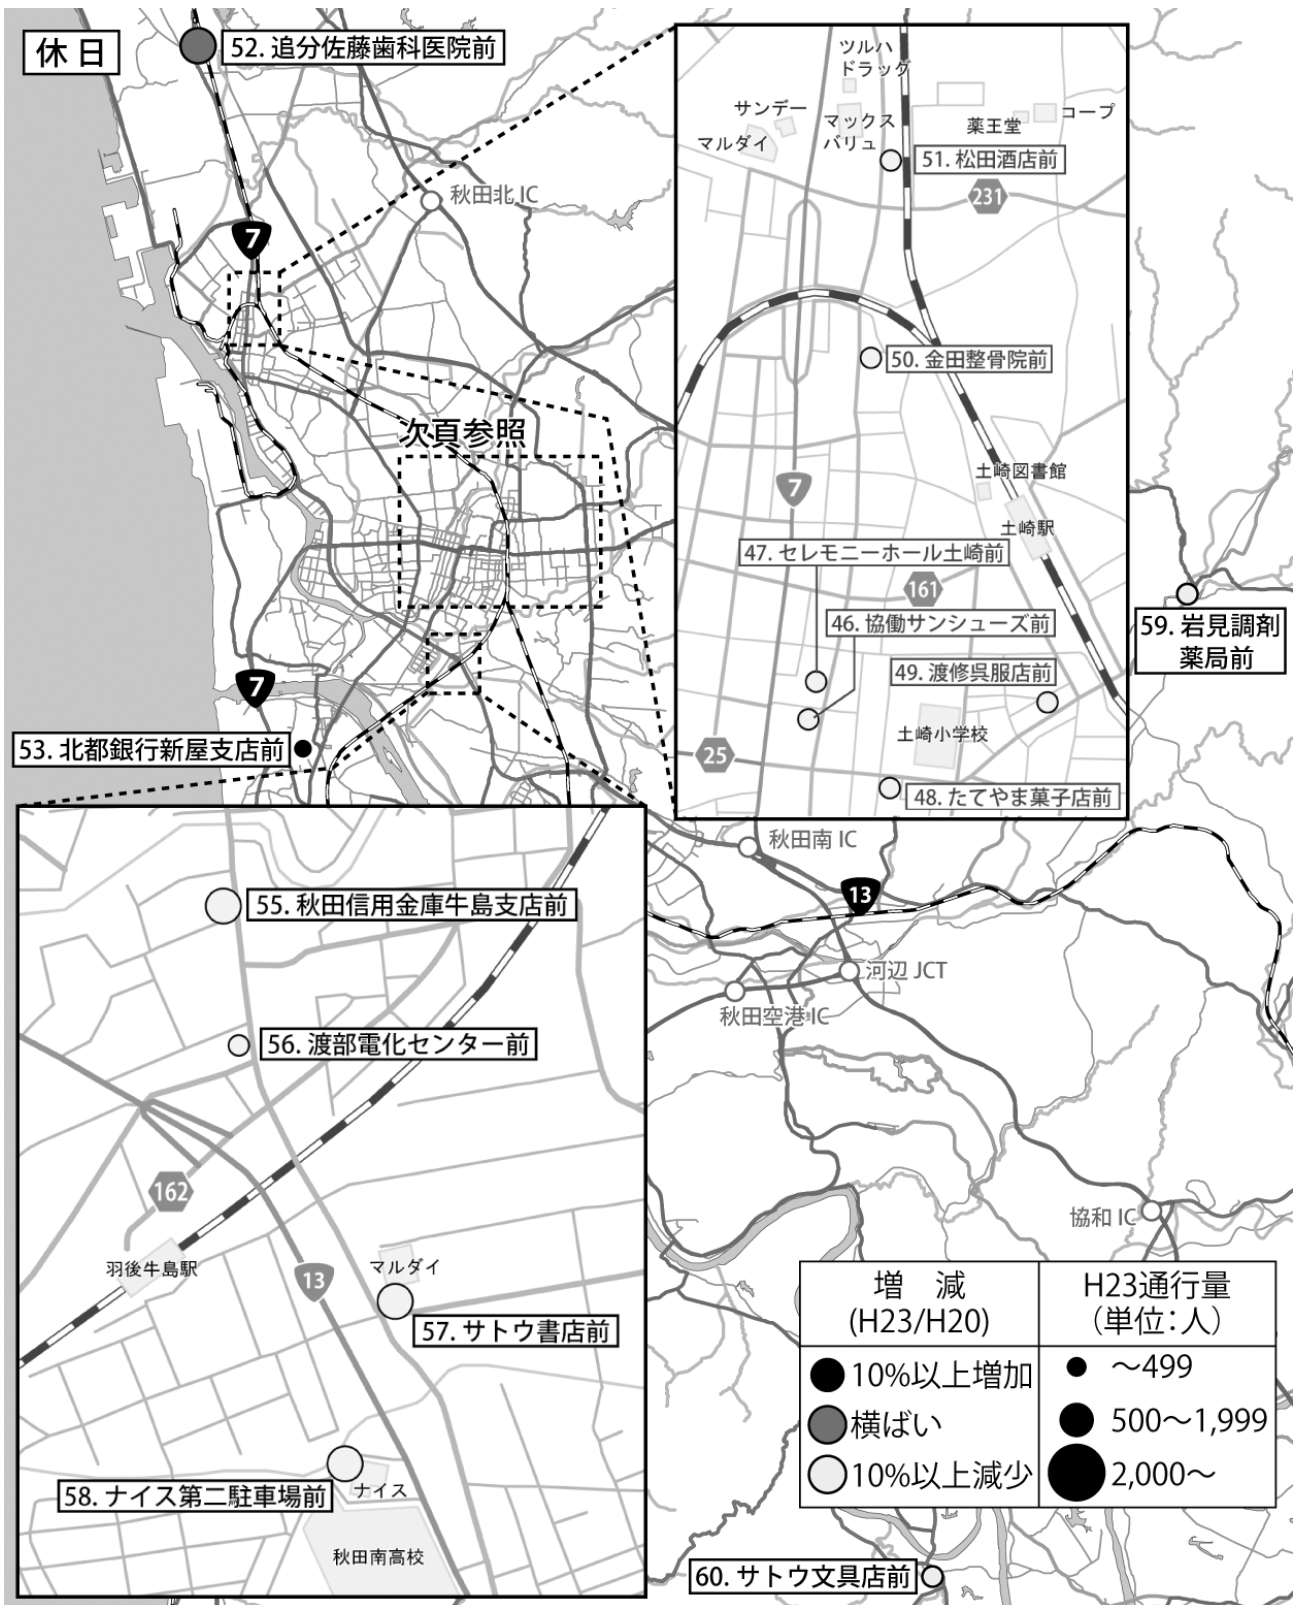 休日
52. 追分佐藤歯科医院前
秋田北 IC
7
次頁参照
7
53. 北都銀行新屋支店前
ツルハ
ドラッグ
サンデー
マルダイ
マックス
バリュ
薬王堂
コープ
51. 松田酒店前
231
50. 金田整骨院前
7
土崎図書館
土崎駅
47. セレモニーホール土崎前
161
46. 協働サンシューズ前
49. 渡修呉服店前
土崎小学校
25
48. たてやま菓子店前
59. 岩見調剤
薬局前
秋田南 IC
13
河辺 JCT
秋田空港 IC
協和 IC
55. 秋田信用金庫牛島支店前
56. 渡部電化センター前
162
羽後牛島駅
13
マルダイ
57. サトウ書店前
58. ナイス第二駐車場前
ナイス
秋田南高校
増　減
(H23/H20)
10%以上増加
横ばい
10%以上減少
H23通行量
（単位：人）
～499
500～1,999
2,000～
60. サトウ文具店前